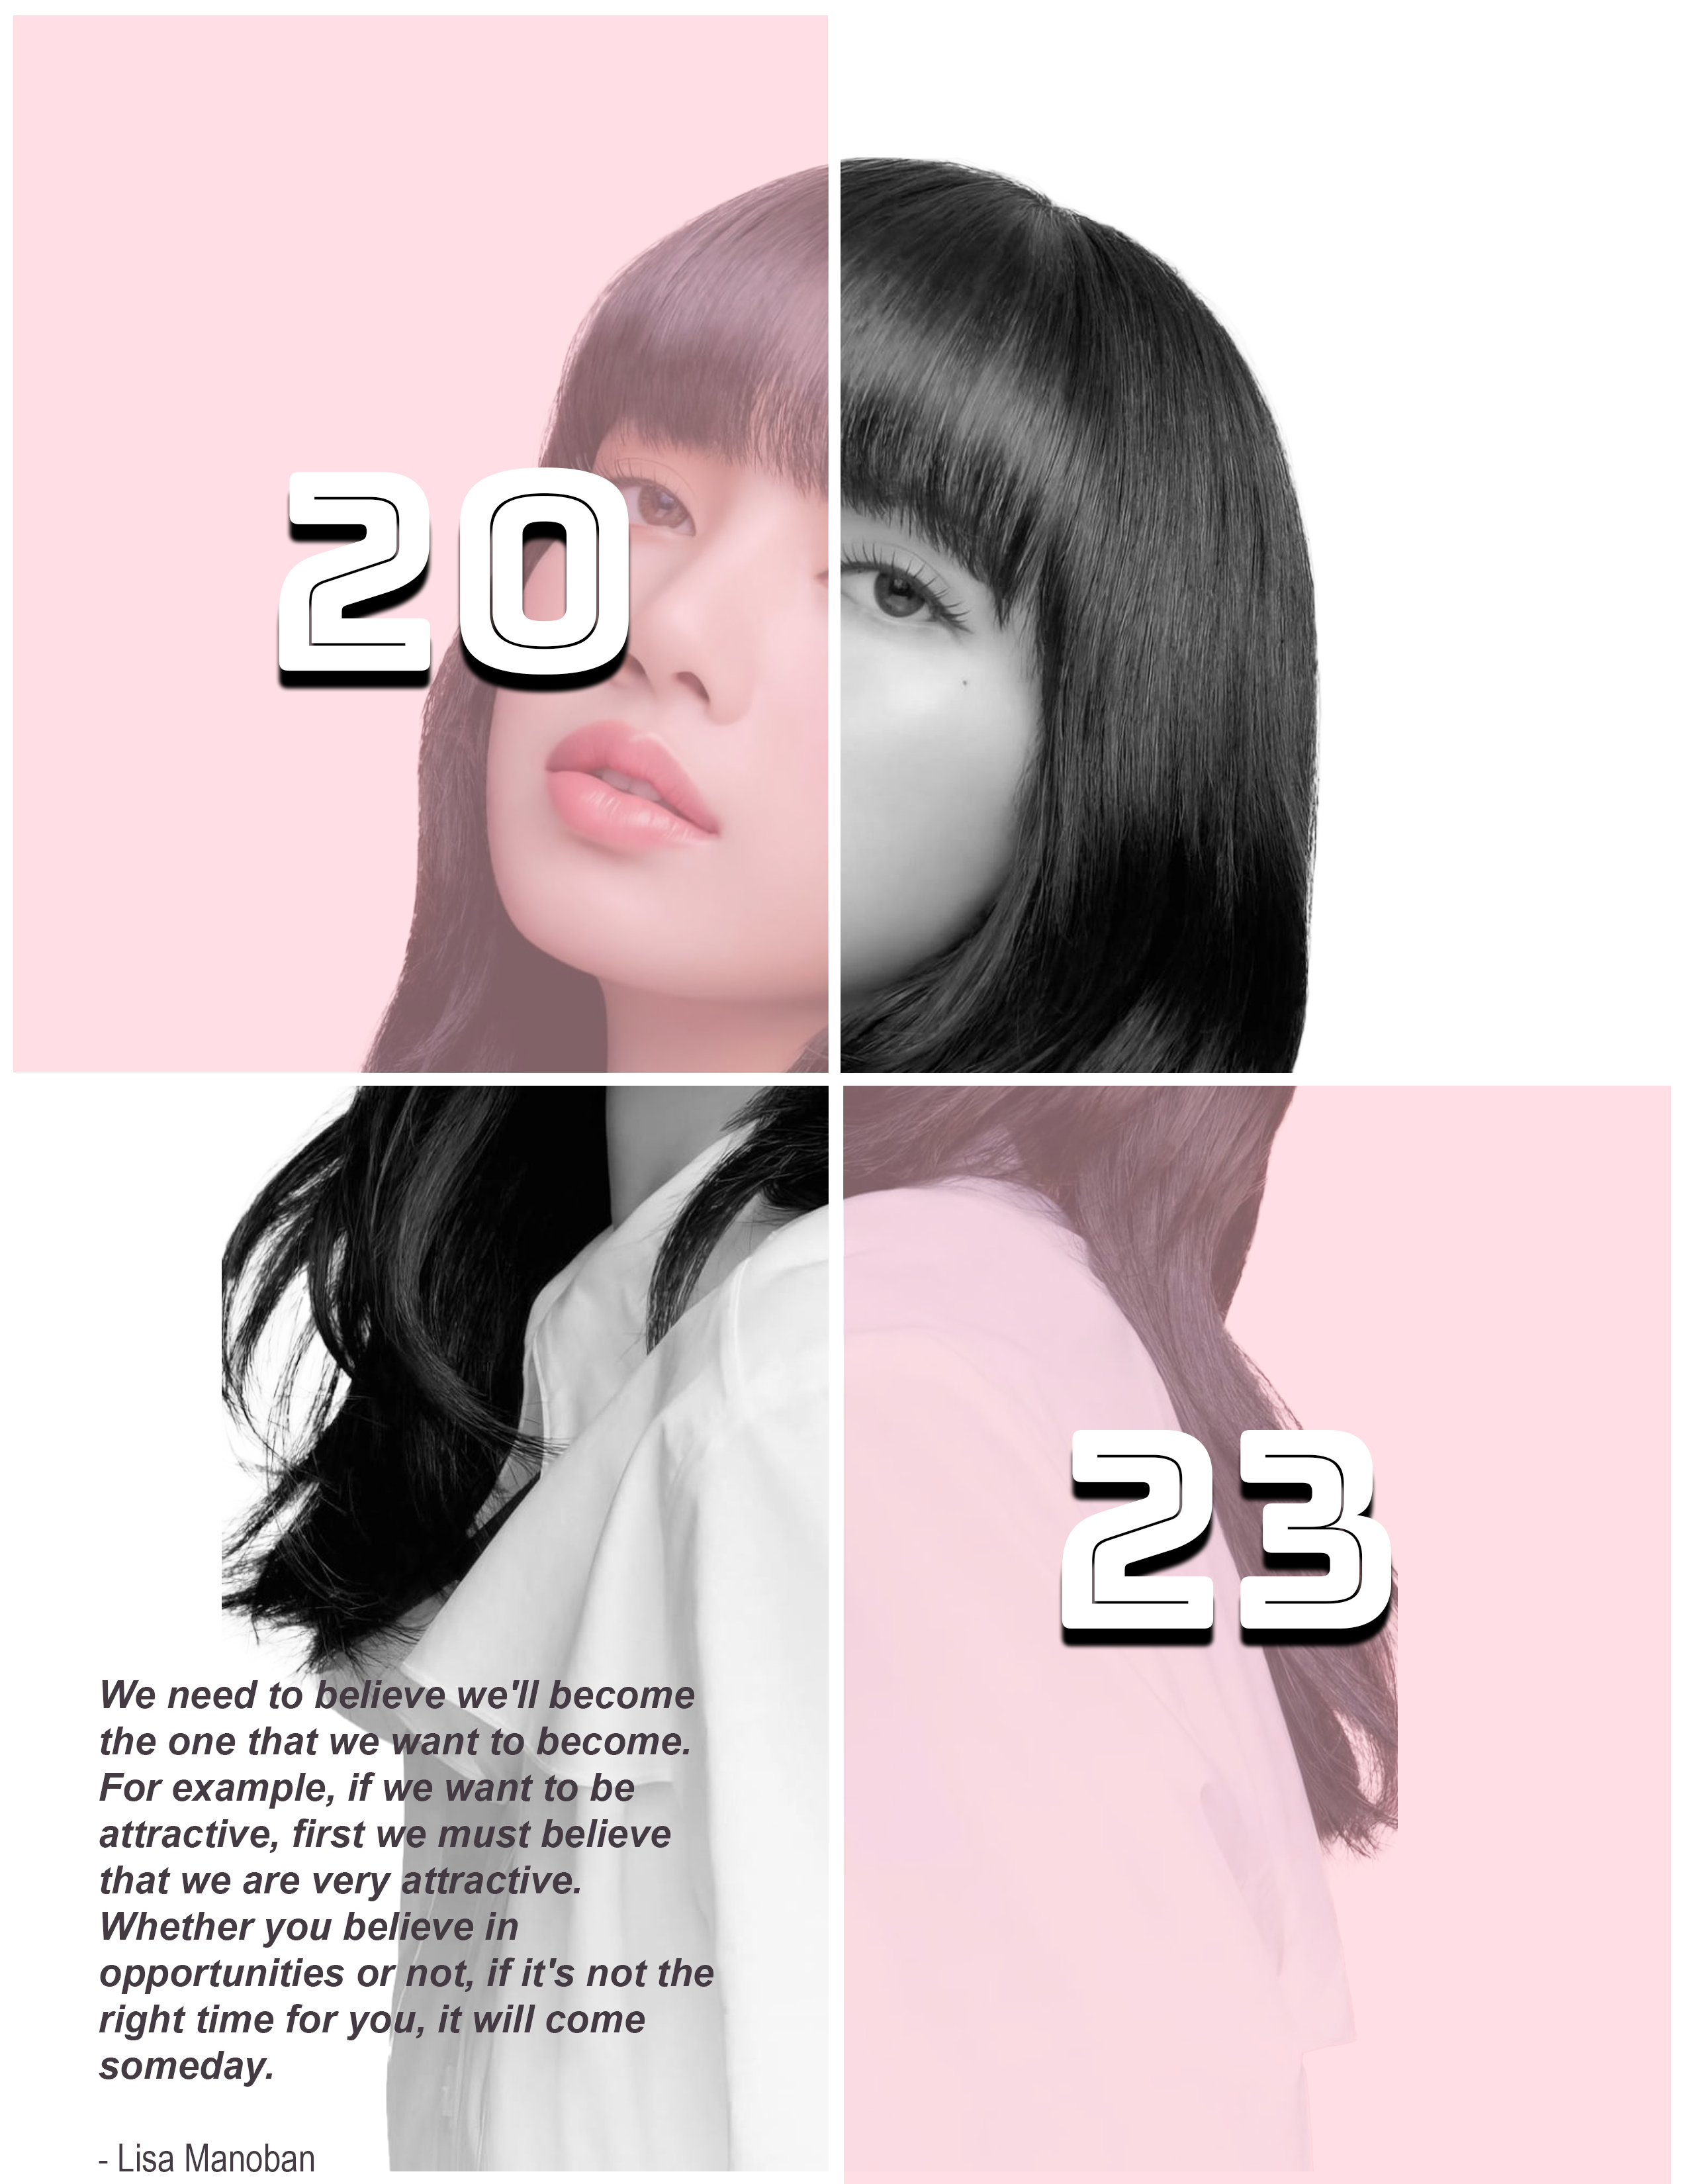 20
23
We need to believe we'll become
the one that we want to become.
For example, if we want to be
attractive, first we must believe
that we are very attractive.
Whether you believe in
opportunities or not, if it's not the
right time for you, it will come
someday.
- Lisa Manoban